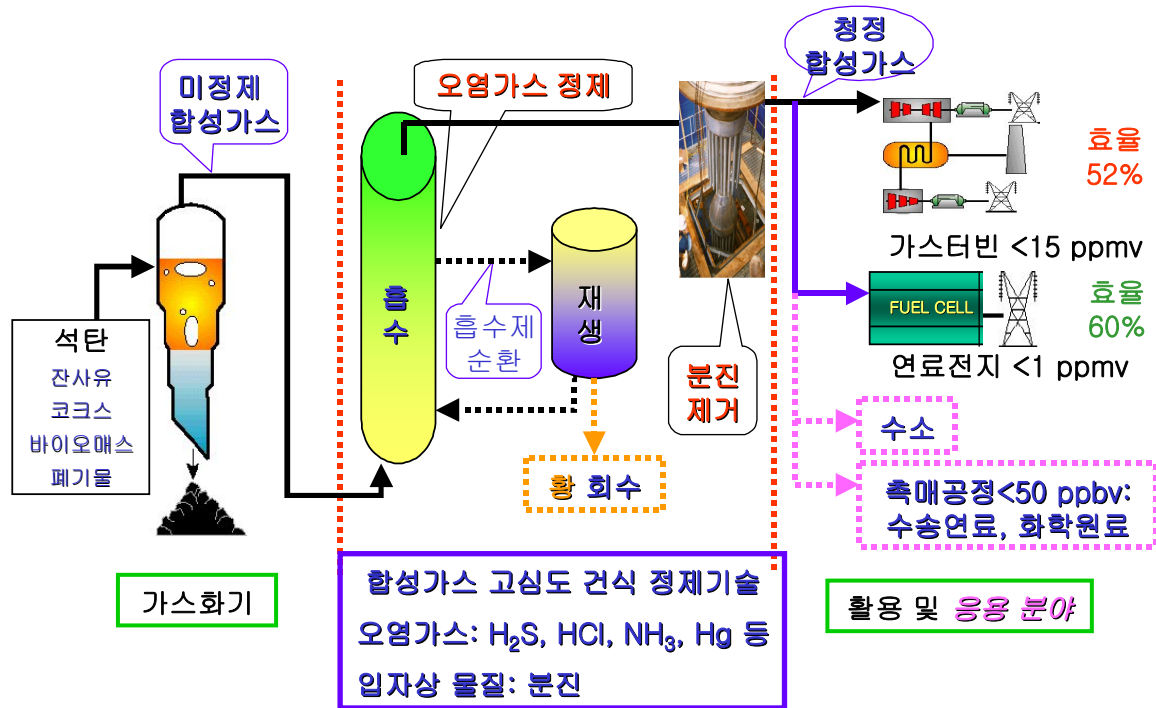 미정제
합성가스
석탄
잔사유
코크스
바이오매스
폐기물
가스화기
오염가스 정제
흡
수
흡수제
순환
재
생
황 회수
분진
제거
합성가스 고심도 건식 정제기술
오염가스: H₂S, HCl, NH₃, Hg 등
입자상 물질: 분진
청정
합성가스
효율
52%
가스터빈 <15 ppmv
FUEL CELL
효율
60%
연료전지 <1 ppmv
수소
촉매공정<50 ppbv:
수송연료, 화학원료
활용 및 응용 분야